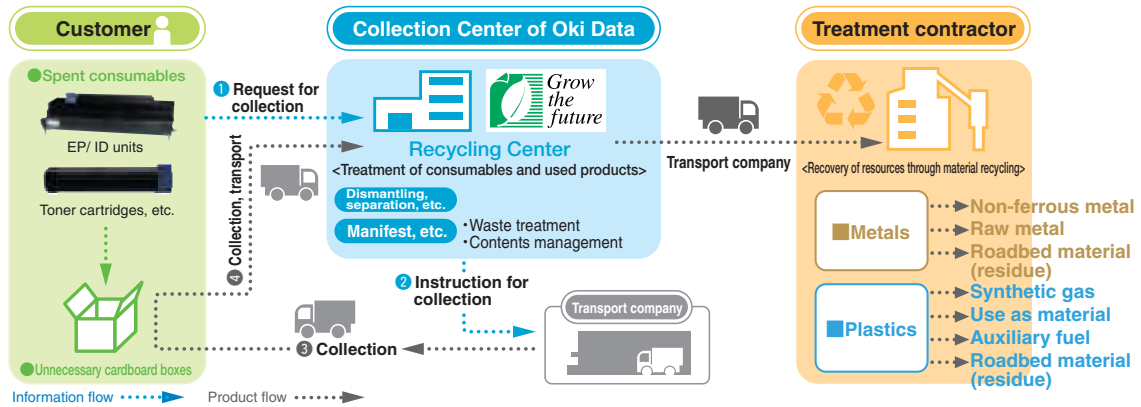 Customer
Collection Center of Oki Data
Treatment contractor
●Spent consumables
EP/ ID units
Toner cartridges, etc.
●Unnecessary cardboard boxes
❶ Request for
collection
Grow
the
future
Recycling Center
<Treatment of consumables and used products>
Dismantling,
separation, etc.
Manifest, etc.
・Waste treatment
・Contents management
❷ Instruction for
collection
Transport company
❸ Collection
❹ Collection, transport
Transport company
<Recovery of resources through material recycling>
■Metals
Non-ferrous metal
Raw metal
Roadbed material
(residue)
■Plastics
Synthetic gas
Use as material
Auxiliary fuel
Roadbed material
(residue)
Information flow
Product flow